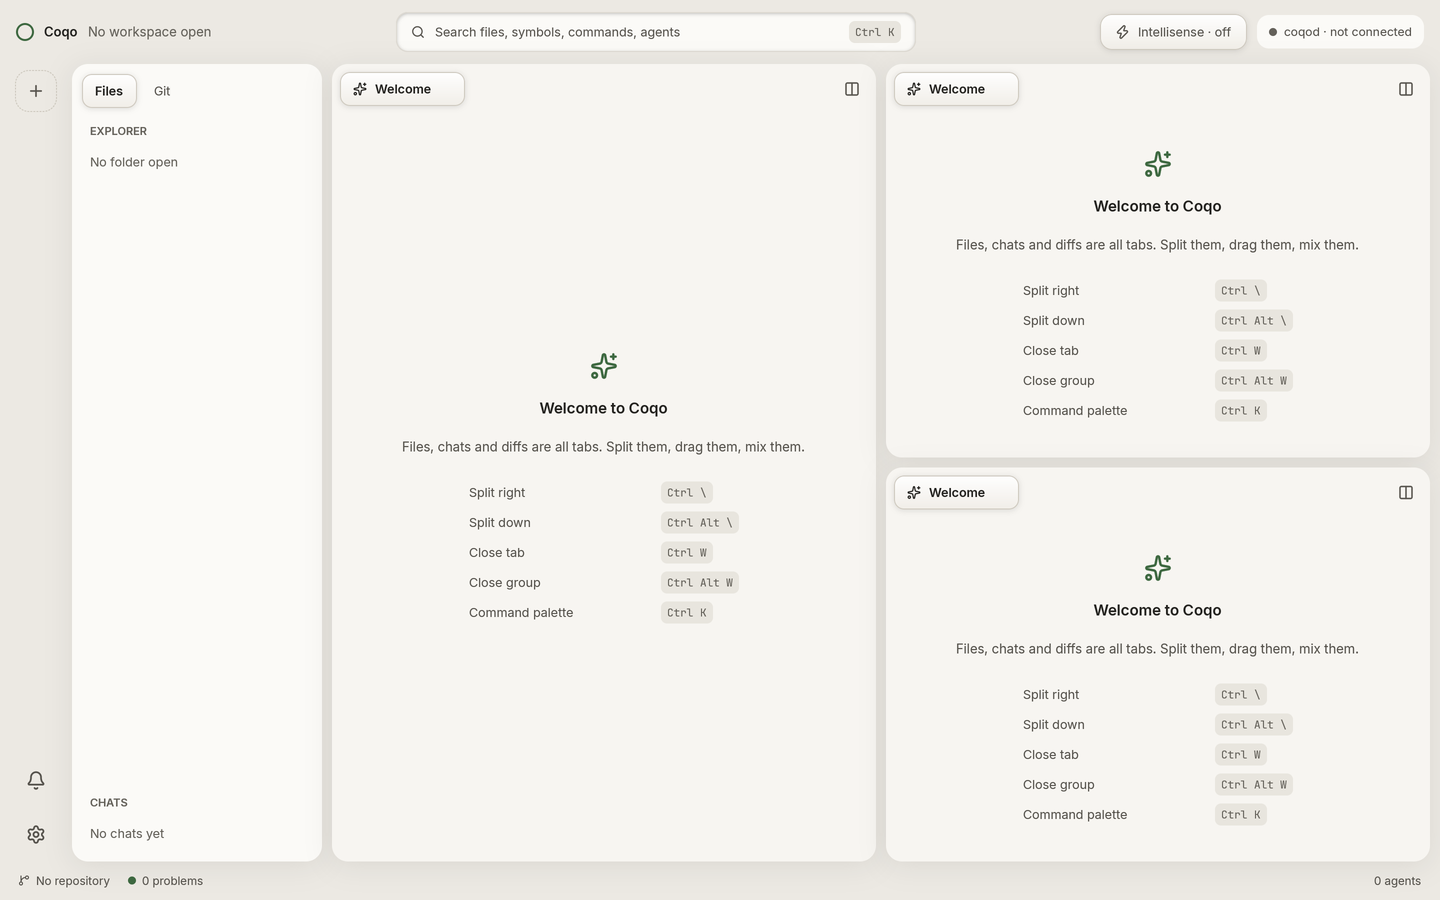 Coqo No workspace open
Search files, symbols, commands, agents Ctrl K
Intellisense · off
coqod · not connected
Files Git
EXPLORER
No folder open
CHATS
No chats yet
Welcome
Welcome to Coqo
Files, chats and diffs are all tabs. Split them, drag them, mix them.
Split right Ctrl \
Split down Ctrl Alt \
Close tab Ctrl W
Close group Ctrl Alt W
Command palette Ctrl K
Welcome
Welcome to Coqo
Files, chats and diffs are all tabs. Split them, drag them, mix them.
Split right Ctrl \
Split down Ctrl Alt \
Close tab Ctrl W
Close group Ctrl Alt W
Command palette Ctrl K
Welcome
Welcome to Coqo
Files, chats and diffs are all tabs. Split them, drag them, mix them.
Split right Ctrl \
Split down Ctrl Alt \
Close tab Ctrl W
Close group Ctrl Alt W
Command palette Ctrl K
No repository 0 problems 0 agents